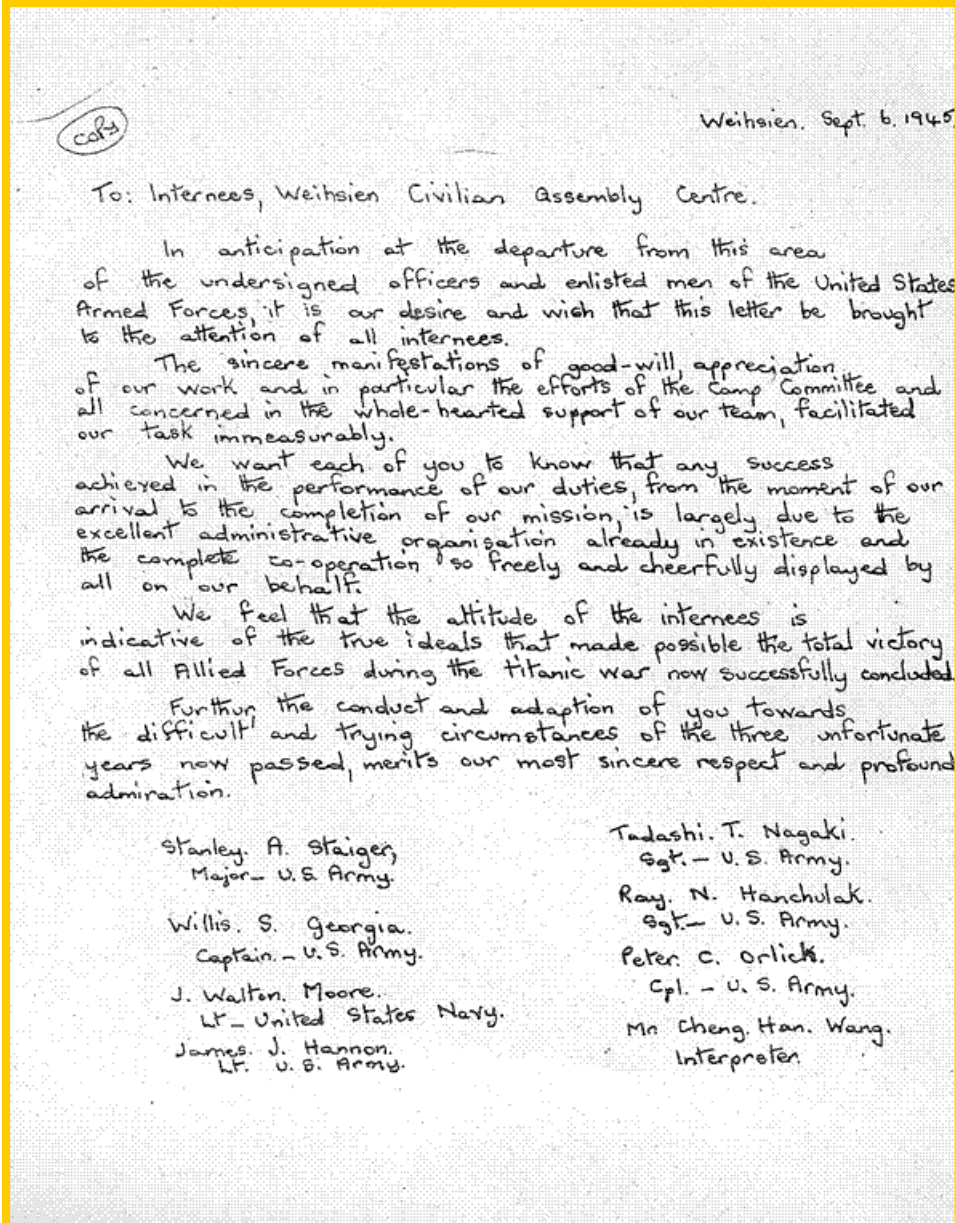 copy
Weihsien. Sept. 6. 1945.
To: Internees, Weihsien Civilian Assembly Centre.
In anticipation at the departure from this area
of the undersigned officers and enlisted men of the United States
Armed Forces, it is our desire and wish that this letter be brought
to the attention of all internees.
The sincere manifestations of good-will, appreciation,
of our work and in particular the efforts of the Camp Committee and
all concerned in the whole-hearted support of our team, facilitated
our task immeasurably.
We want each of you to know that any success
achieved in the performance of our duties, from the moment of our
arrival to the completion of our mission, is largely due to the
excellent administrative organisation already in existence and
the complete co-operation so freely and cheerfully displayed by
all on our behalf.
We feel that the attitude of the internees is
indicative of the true ideals that made possible the total victory
of all Allied Forces during the titanic war now successfully concluded.
Furthur, the conduct and adaption of you towards
the difficult and trying circumstances of the three unfortunate
years now passed, merits our most sincere respect and profound
admiration.
Stanley. A. Staiger,
Major - U.S. Army.
Willis. S. Georgia.
Captain. - U.S. Army.
J. Walton. Moore.
Lt - United States Navy.
James. J. Hannon.
Lt. U.S. Army.
Tadashi. T. Nagaki.
Sgt. - U.S. Army.
Ray. N. Hanchulak.
Sgt. - U.S. Army.
Peter. C. Orlick.
Cpl. - U.S. Army.
Mr. Cheng. Han. Wang.
Interpreter.